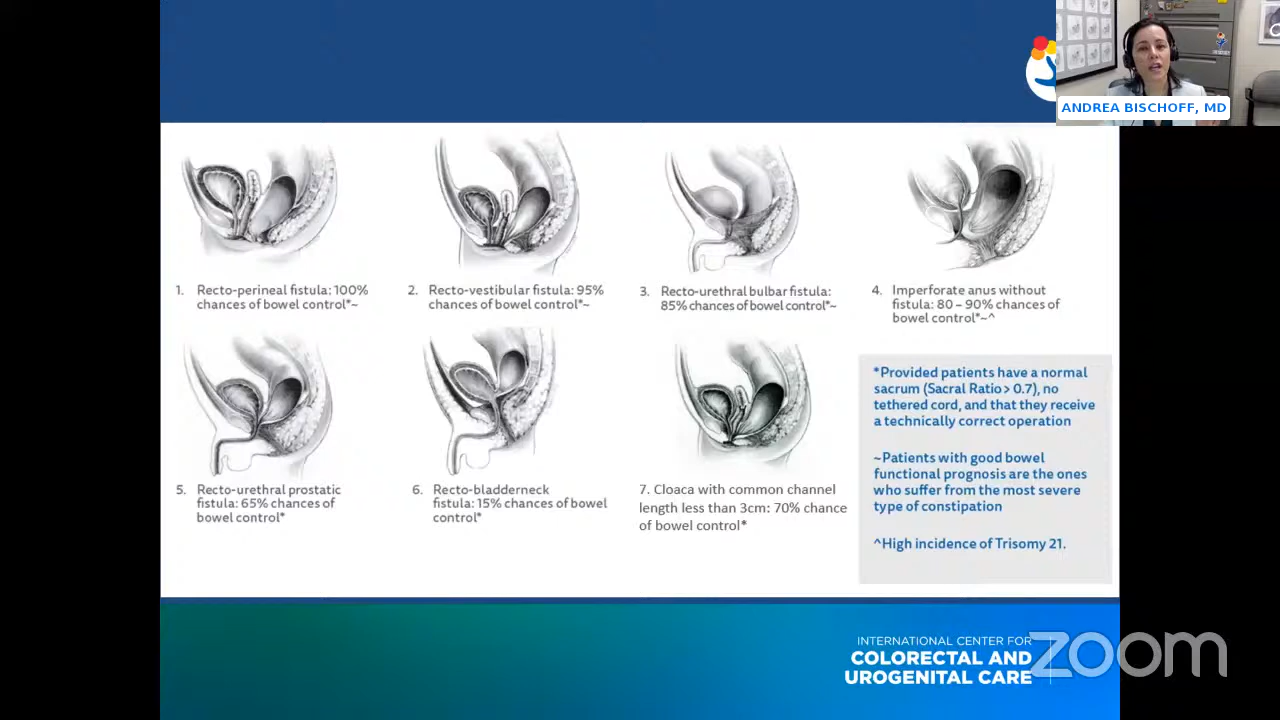 ANDREA BISCHOFF, MD
1. Recto-perineal fistula: 100%
chances of bowel control*~
2. Recto-vestibular fistula: 95%
chances of bowel control*~
3. Recto-urethral bulbar fistula:
85% chances of bowel control*~
4. Imperforate anus without
fistula: 80 – 90% chances of
bowel control*~^
5. Recto-urethral prostatic
fistula: 65% chances of
bowel control*
6. Recto-bladderneck
fistula: 15% chances of bowel
control*
7. Cloaca with common channel
length less than 3cm: 70% chance
of bowel control*
*Provided patients have a normal
sacrum (Sacral Ratio > 0.7), no
tethered cord, and that they receive
a technically correct operation
~Patients with good bowel
functional prognosis are the ones
who suffer from the most severe
type of constipation
^High incidence of Trisomy 21.
INTERNATIONAL CENTER FOR
COLORECTAL AND
UROGENITAL CARE
zoom